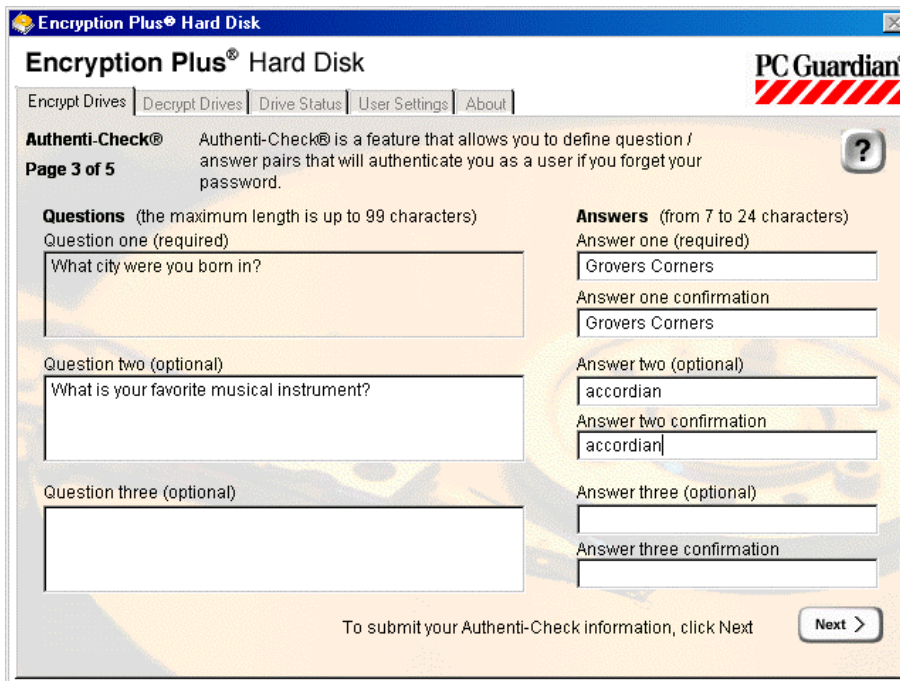 Encryption Plus® Hard Disk
Encryption Plus® Hard Disk
PC Guardian®
Encrypt Drives Decrypt Drives Drive Status User Settings About
Authenti-Check®
Page 3 of 5
Authenti-Check® is a feature that allows you to define question /
answer pairs that will authenticate you as a user if you forget your
password.
?
Questions (the maximum length is up to 99 characters)
Answers (from 7 to 24 characters)
Question one (required)
What city were you born in?
Answer one (required)
Grovers Corners
Answer one confirmation
Grovers Corners
Question two (optional)
What is your favorite musical instrument?
Answer two (optional)
accordian
Answer two confirmation
accordian
Question three (optional)
Answer three (optional)
Answer three confirmation
To submit your Authenti-Check information, click Next
Next >